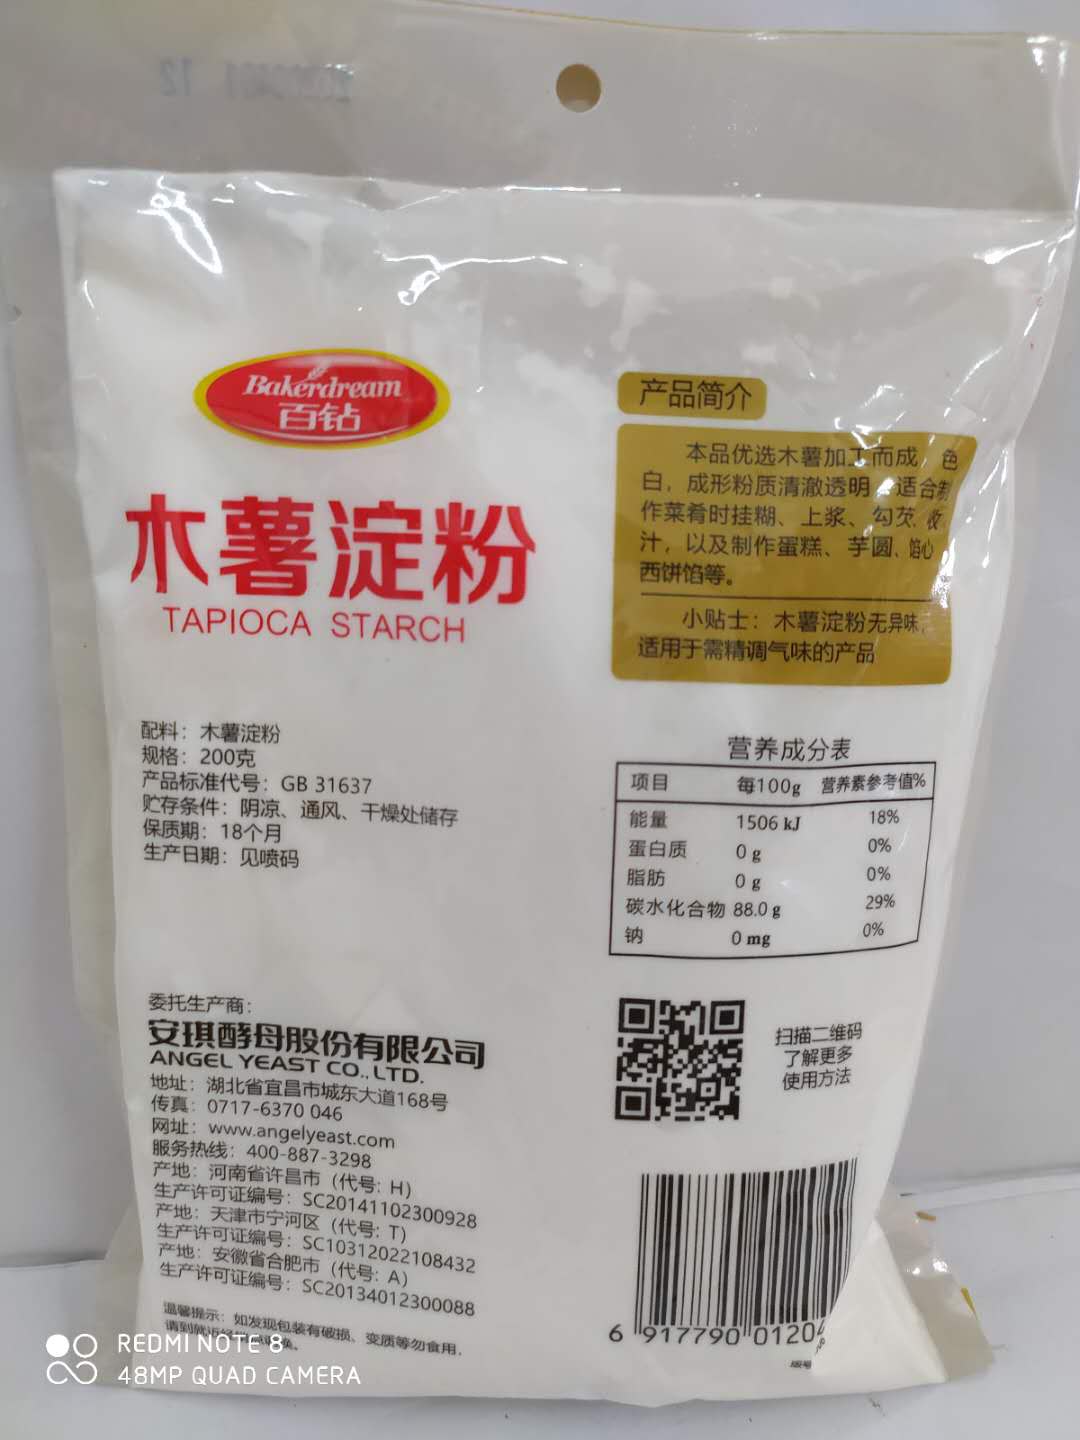 Bakerdream
百钻
木薯淀粉
TAPIOCA STARCH
配料：木薯淀粉
规格：200克
产品标准代号：GB 31637
贮存条件：阴凉、通风、干燥处储存
保质期：18个月
生产日期：见喷码
产品简介
本品优选木薯加工而成，色
白，成形粉质清澈透明，适合制
作菜肴时挂糊、上浆、勾芡、收
汁，以及制作蛋糕、芋圆、馅心
西饼馅等。
小贴士：木薯淀粉无异味，
适用于需精调气味的产品
营养成分表
项目 每100g 营养素参考值%
能量 1506 kJ 18%
蛋白质 0 g 0%
脂肪 0 g 0%
碳水化合物 88.0 g 29%
钠 0 mg 0%
委托生产商：
安琪酵母股份有限公司
ANGEL YEAST CO.,LTD.
地址：湖北省宜昌市城东大道168号
传真：0717-6370 046
网址：www.angelyeast.com
服务热线：400-887-3298
产地：河南省许昌市（代号：H）
生产许可证编号：SC20141102300928
产地：天津市宁河区（代号：T）
生产许可证编号：SC10312022108432
产地：安徽省合肥市（代号：A）
生产许可证编号：SC20134012300088
温馨提示：如发现包装有破损、变质等勿食用，
请到就近
扫描二维码
了解更多
使用方法
6 917790 01204
版号
REDMI NOTE 8
48MP QUAD CAMERA